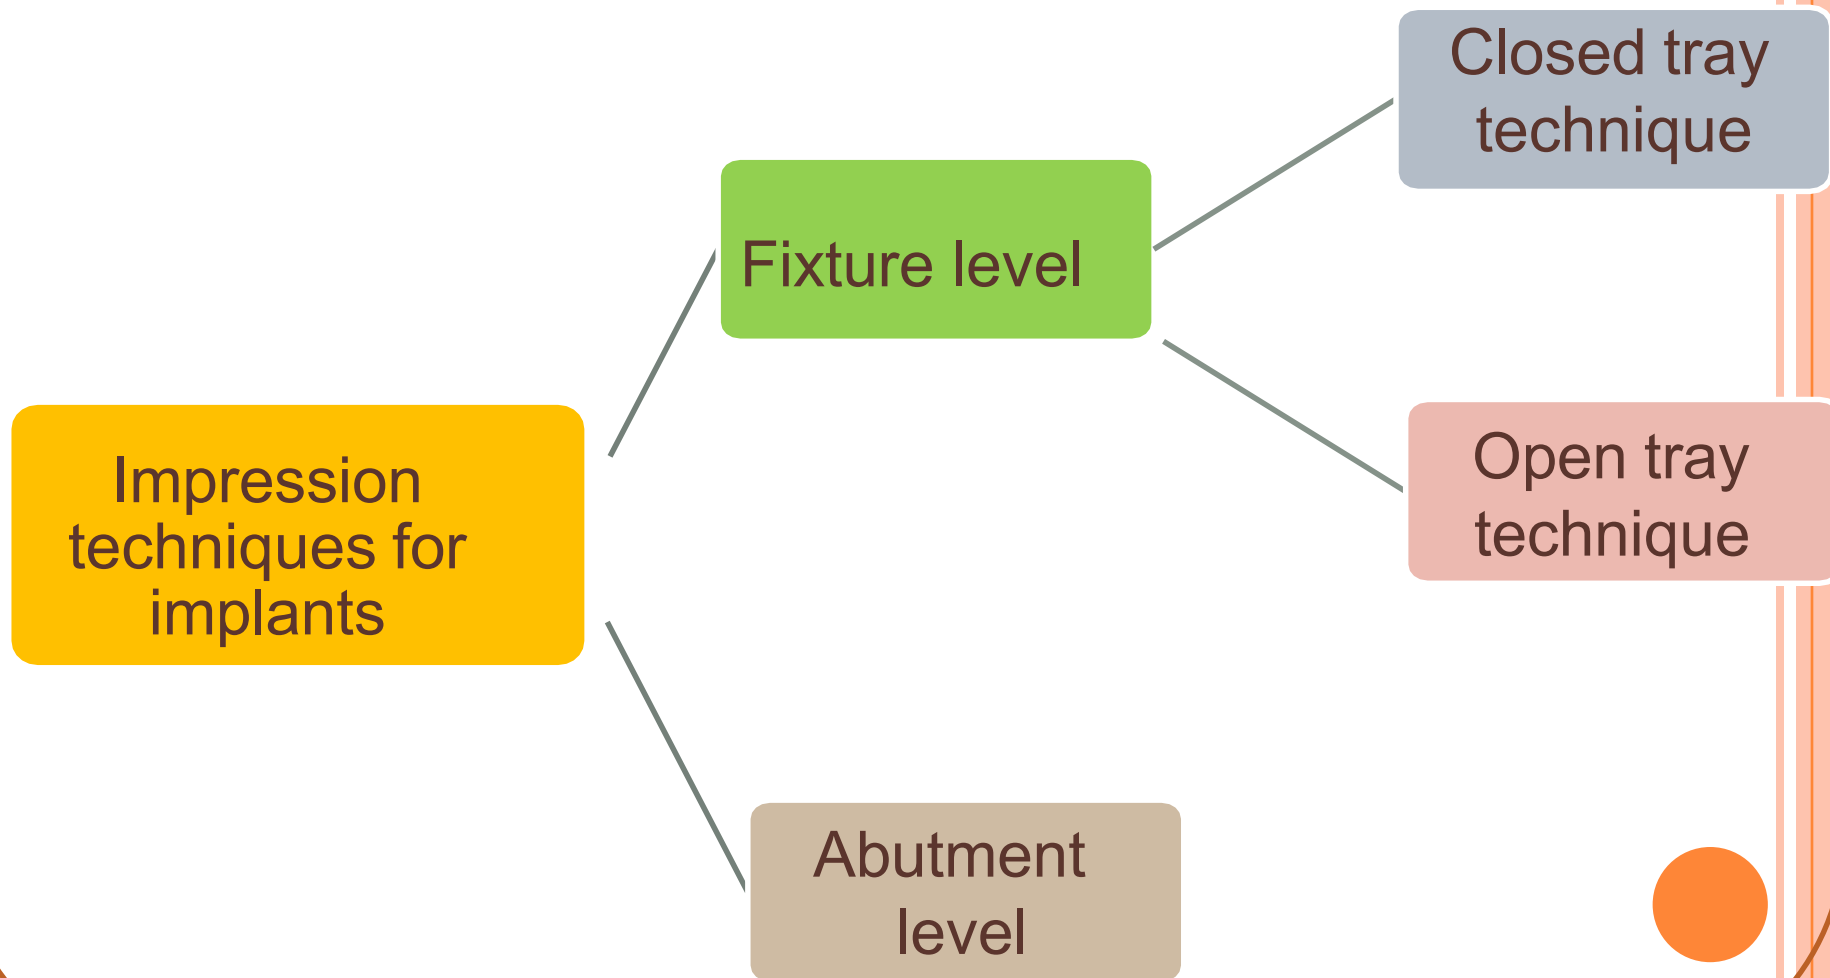 Closed tray
technique
Fixture level
Impression
techniques for
implants
Open tray
technique
Abutment
level